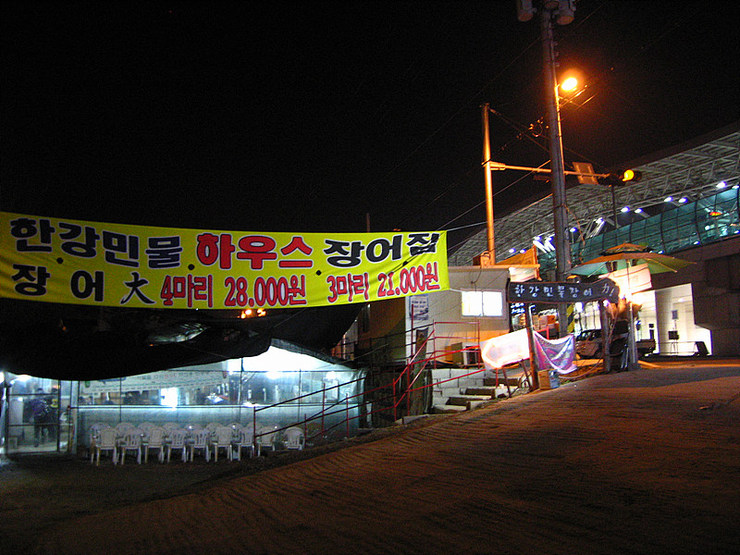 한.강.민물.하우스.장어집
장어 大 4마리 28.000원 3마리 21.000원
한강민물장어